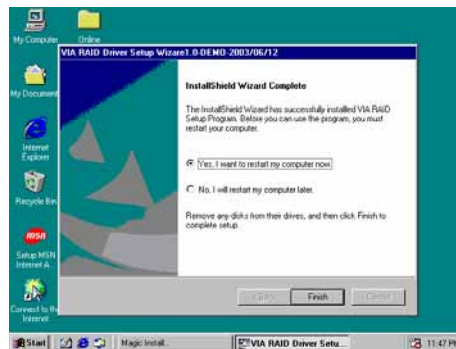 My Computer
Online
VIA RAID Driver Setup Wizare1.0-DEMO-2003/06/12
My Document
Internet
Explorer
Recycle Bin
msn
Setup MSN
Internet A...
Connect to the
Internet
InstallShield Wizard Complete
The InstallShield Wizard has successfully installed VIA RAID
Setup Program. Before you can use the program, you must
restart your computer.
Yes, I want to restart my computer now.
No, I will restart my computer later.
Remove any disks from their drives, and then click Finish to
complete setup.
< Back
Finish
Cancel
Start
Magic Install
VIA RAID Driver Setu...
11:47 PM